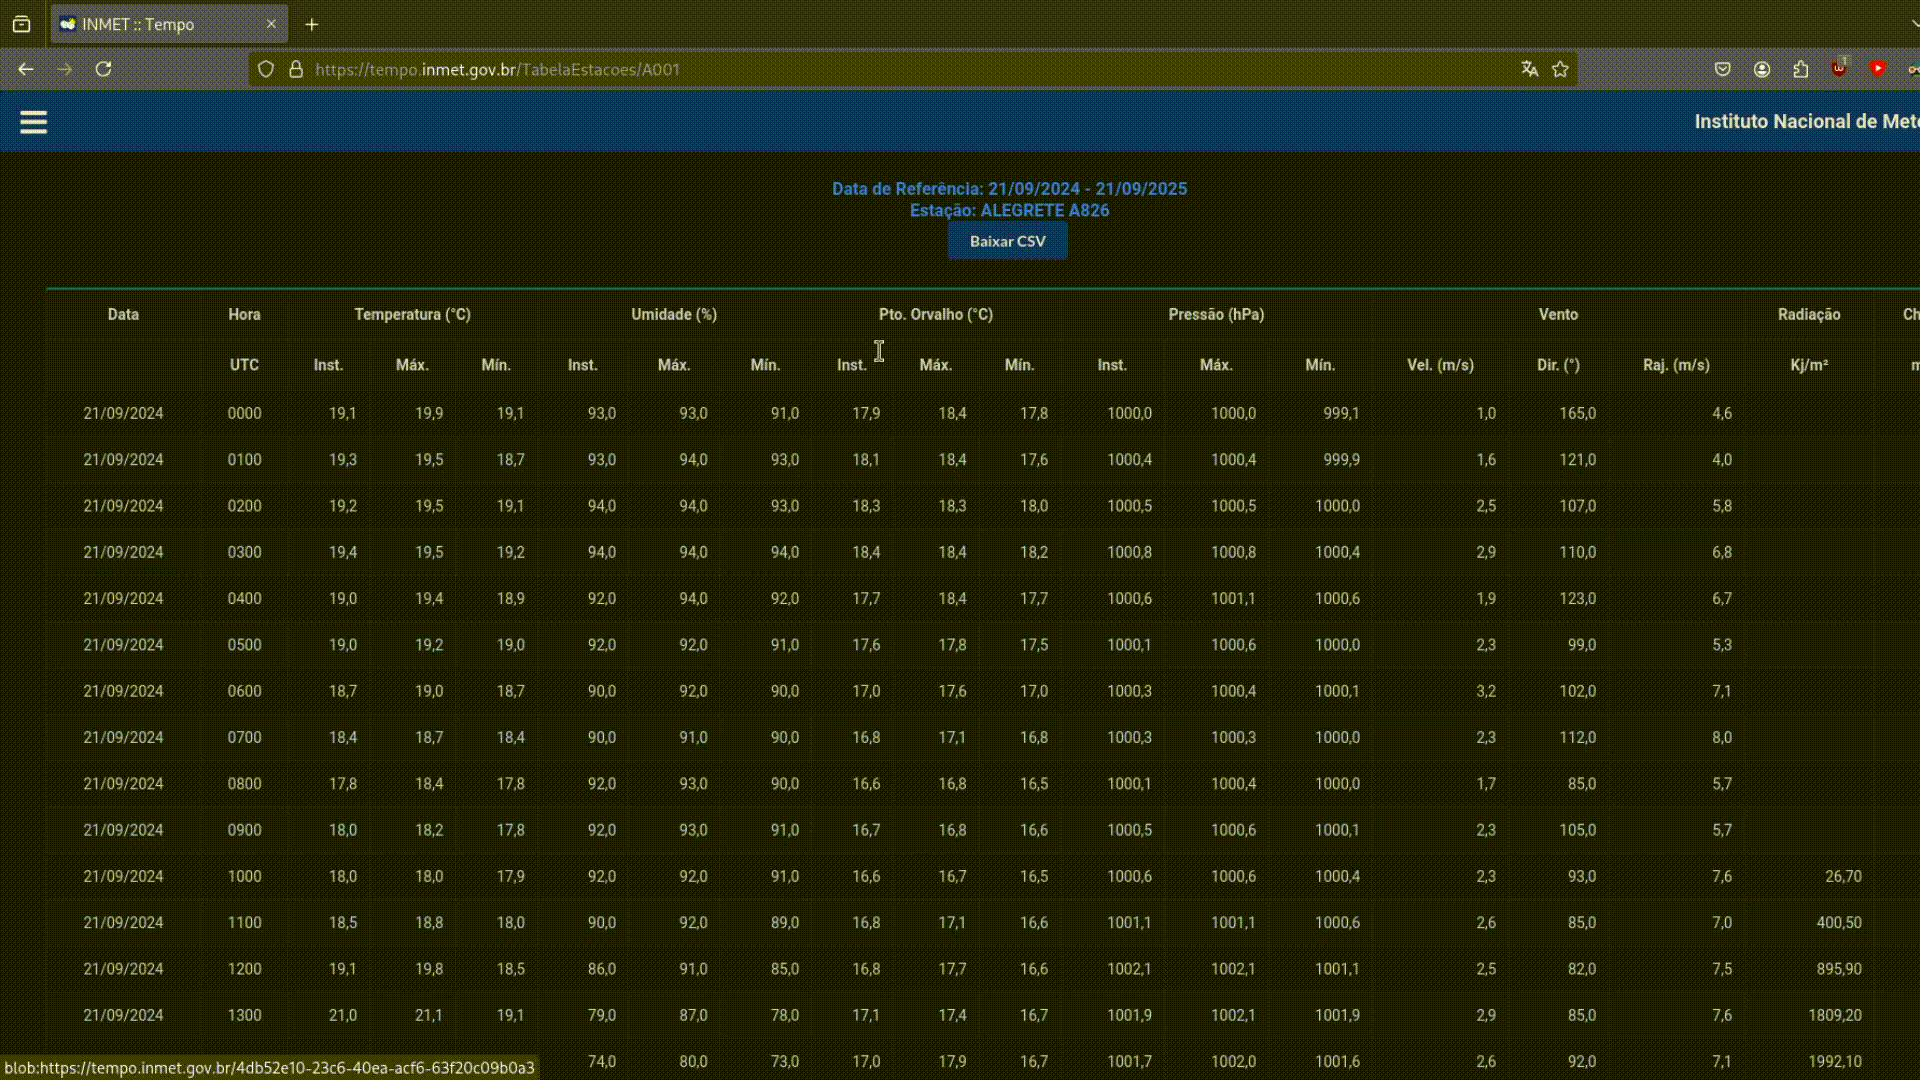 INMET :: Tempo
https://tempo.inmet.gov.br/TabelaEstacoes/A001
1
Instituto Nacional de Mete
Data de Referência: 21/09/2024 - 21/09/2025
Estação: ALEGRETE A826
Baixar CSV
Data Hora Temperatura (°C) Umidade (%) Pto. Orvalho (°C) Pressão (hPa) Vento Radiação Ch
UTC Inst. Máx. Mín. Inst. Máx. Mín. Inst. Máx. Mín. Inst. Máx. Mín. Vel. (m/s) Dir. (°) Raj. (m/s) Kj/m² m
21/09/2024 0000 19,1 19,9 19,1 93,0 93,0 91,0 17,9 18,4 17,8 1000,0 1000,0 999,1 1,0 165,0 4,6
21/09/2024 0100 19,3 19,5 18,7 93,0 94,0 93,0 18,1 18,4 17,6 1000,4 1000,4 999,9 1,6 121,0 4,0
21/09/2024 0200 19,2 19,5 19,1 94,0 94,0 93,0 18,3 18,3 18,0 1000,5 1000,5 1000,0 2,5 107,0 5,8
21/09/2024 0300 19,4 19,5 19,2 94,0 94,0 94,0 18,4 18,4 18,2 1000,8 1000,8 1000,4 2,9 110,0 6,8
21/09/2024 0400 19,0 19,4 18,9 92,0 94,0 92,0 17,7 18,4 17,7 1000,6 1001,1 1000,6 1,9 123,0 6,7
21/09/2024 0500 19,0 19,2 19,0 92,0 92,0 91,0 17,6 17,8 17,5 1000,1 1000,6 1000,0 2,3 99,0 5,3
21/09/2024 0600 18,7 19,0 18,7 90,0 92,0 90,0 17,0 17,6 17,0 1000,3 1000,4 1000,1 3,2 102,0 7,1
21/09/2024 0700 18,4 18,7 18,4 90,0 91,0 90,0 16,8 17,1 16,8 1000,3 1000,3 1000,0 2,3 112,0 8,0
21/09/2024 0800 17,8 18,4 17,8 92,0 93,0 90,0 16,6 16,8 16,5 1000,1 1000,4 1000,0 1,7 85,0 5,7
21/09/2024 0900 18,0 18,2 17,8 92,0 93,0 91,0 16,7 16,8 16,6 1000,5 1000,6 1000,1 2,3 105,0 5,7
21/09/2024 1000 18,0 18,0 17,9 92,0 92,0 91,0 16,6 16,7 16,5 1000,6 1000,6 1000,4 2,3 93,0 7,6 26,70
21/09/2024 1100 18,5 18,8 18,0 90,0 92,0 89,0 16,8 17,1 16,6 1001,1 1001,1 1000,6 2,6 85,0 7,0 400,50
21/09/2024 1200 19,1 19,8 18,5 86,0 91,0 85,0 16,8 17,7 16,6 1002,1 1002,1 1001,1 2,5 82,0 7,5 895,90
21/09/2024 1300 21,0 21,1 19,1 79,0 87,0 78,0 17,1 17,4 16,7 1001,9 1002,1 1001,9 2,9 85,0 7,6 1809,20
74,0 80,0 73,0 17,0 17,9 16,7 1001,7 1002,0 1001,6 2,6 92,0 7,1 1992,10
blob:https://tempo.inmet.gov.br/4db52e10-23c6-40ea-acf6-63f20c09b0a3